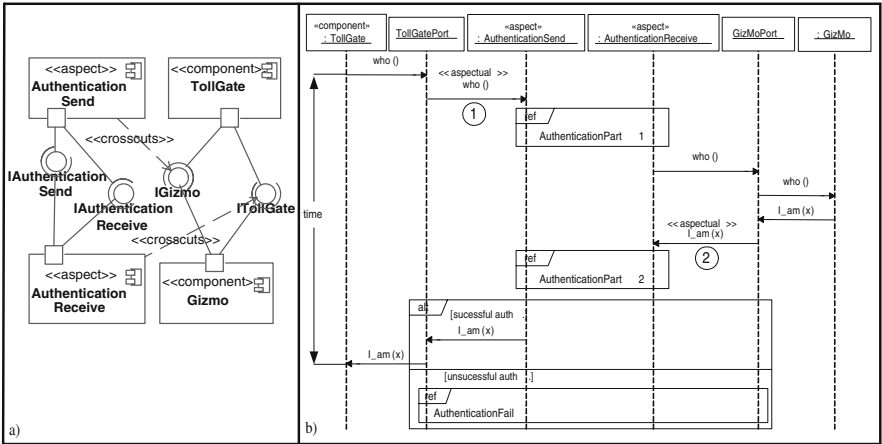 <<aspect>>
Authentication
Send
<<component>>
TollGate
<<crosscuts>>
IAuthentication
Send
IAuthentication
Receive
IGizmo
ITollGate
<<crosscuts>>
<<aspect>>
Authentication
Receive
<<component>>
Gizmo
a)
«component»
: TollGate
TollGatePort
«aspect»
: AuthenticationSend
«aspect»
: AuthenticationReceive
GizMoPort
: GizMo
who ()
<< aspectual >>
who ()
1
ref
AuthenticationPart 1
who ()
who ()
I_am (x)
<< aspectual >>
I_am (x)
2
time
ref
AuthenticationPart 2
alt
[sucessful auth .
I_am (x)
I_am (x)
[unsucessful auth .]
ref
AuthenticationFail
b)